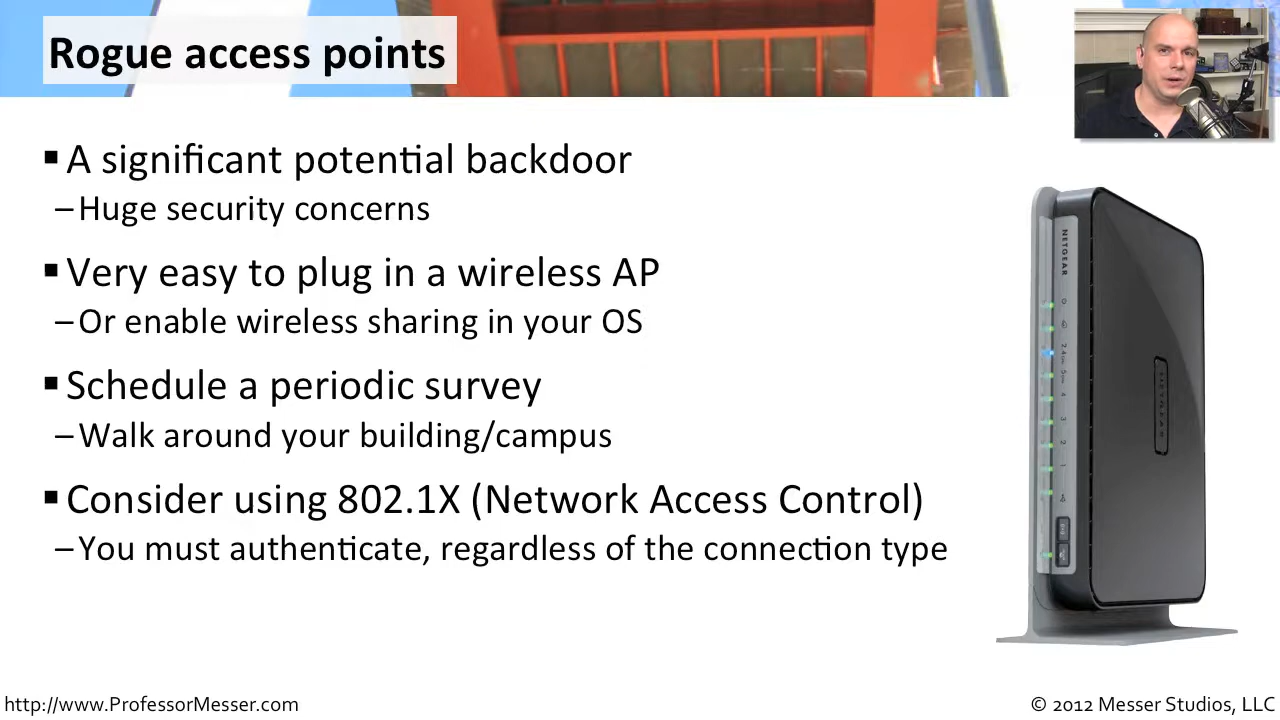 Rogue access points
▪ A significant potential backdoor
– Huge security concerns
▪ Very easy to plug in a wireless AP
– Or enable wireless sharing in your OS
▪ Schedule a periodic survey
– Walk around your building/campus
▪ Consider using 802.1X (Network Access Control)
– You must authenticate, regardless of the connection type
NETGEAR
http://www.ProfessorMesser.com
© 2012 Messer Studios, LLC